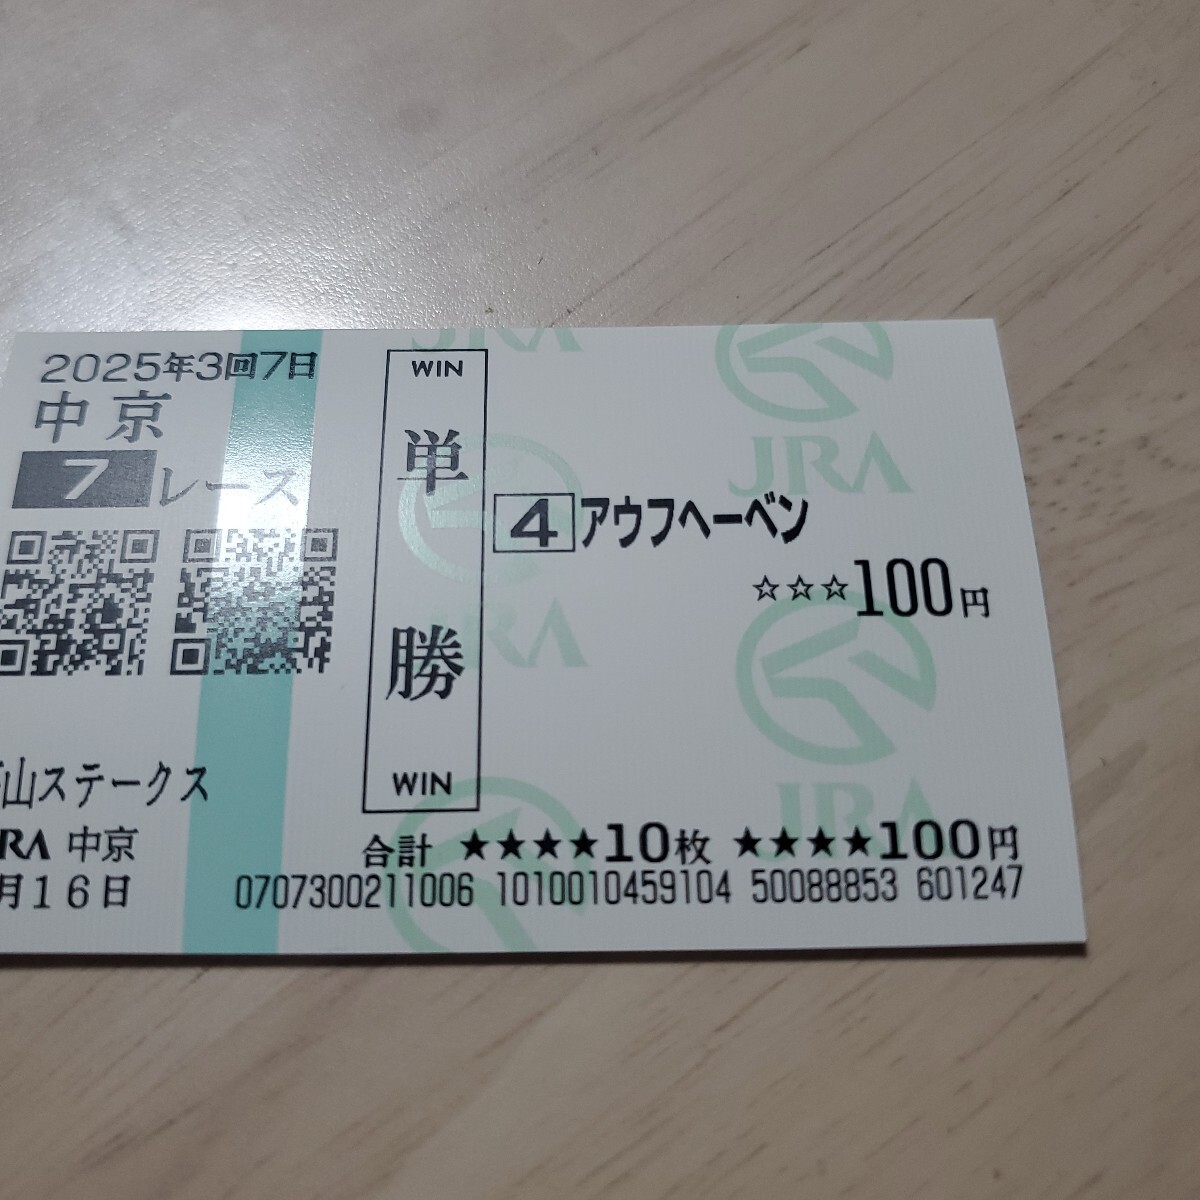 2025年3回7日
中京
7レース
山ステークス
JRA 中京
月16日
WIN
単勝
WIN
4 アウフヘーベン
☆☆☆100円
合計 ★★★★10枚 ★★★★100円
0707300211006 1010010459104 50088853 601247
JRA
JRA
JRA
JRA